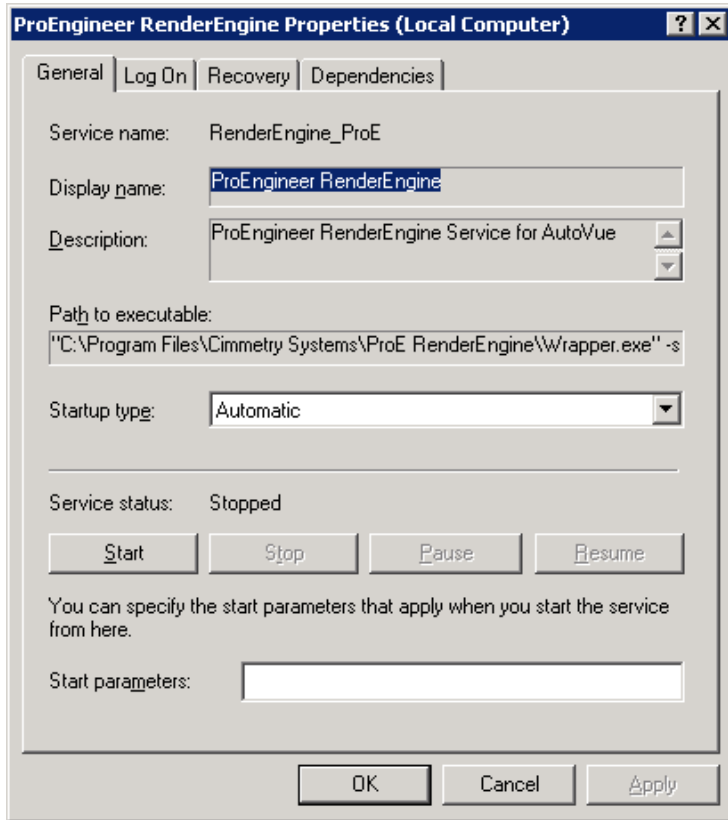 ProEngineer RenderEngine Properties (Local Computer)
General Log On Recovery Dependencies
Service name: RenderEngine_ProE
Display name: ProEngineer RenderEngine
Description: ProEngineer RenderEngine Service for AutoVue
Path to executable:
"C:\Program Files\Cimmetry Systems\ProE RenderEngine\Wrapper.exe" -s
Startup type: Automatic
Service status: Stopped
Start Stop Pause Resume
You can specify the start parameters that apply when you start the service
from here.
Start parameters:
OK Cancel Apply